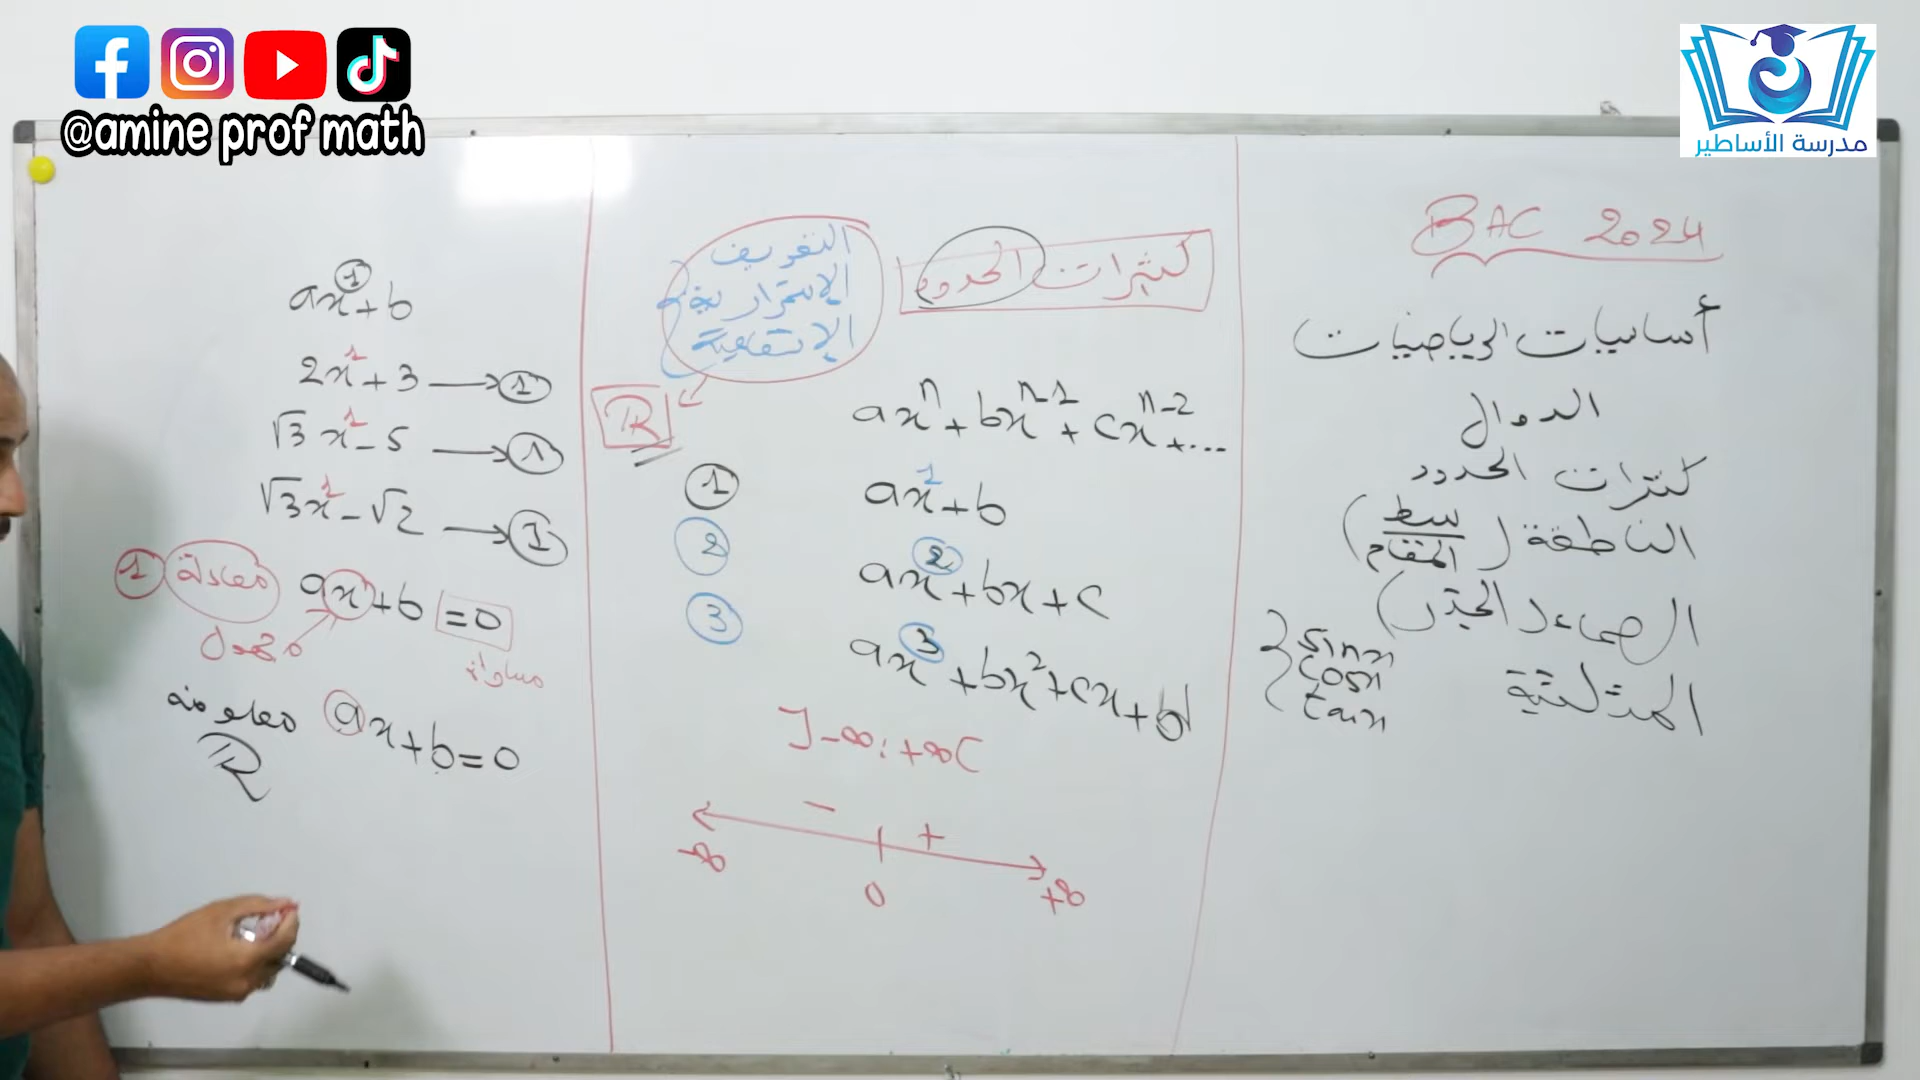 @amine prof math
مدرسة الأساطير
BAC 2024
أساسيات الرياضيات
الدوال
كثيرات الحدود
الناطقة (بسط / المقام)
الصماء (الجذر)
المثلثية { sinx
cosx
tanx
كثيرات الحدود
التعريف
الاستمرارية
الاشتقاقية
ℝ
axⁿ + bxⁿ⁻¹ + cxⁿ⁻² + ...
① ax¹ + b
② ax² + bx + c
③ ax³ + bx² + cx + d
]-∞; +∞[
- +
-∞ 0 +∞
ax¹ + b
2x¹ + 3 → ①
√3 x¹ - 5 → ①
√3x¹ - √2 → ①
① معادلة ax¹ + b = 0
مساواة
معلومة ax + b = 0
ℝ